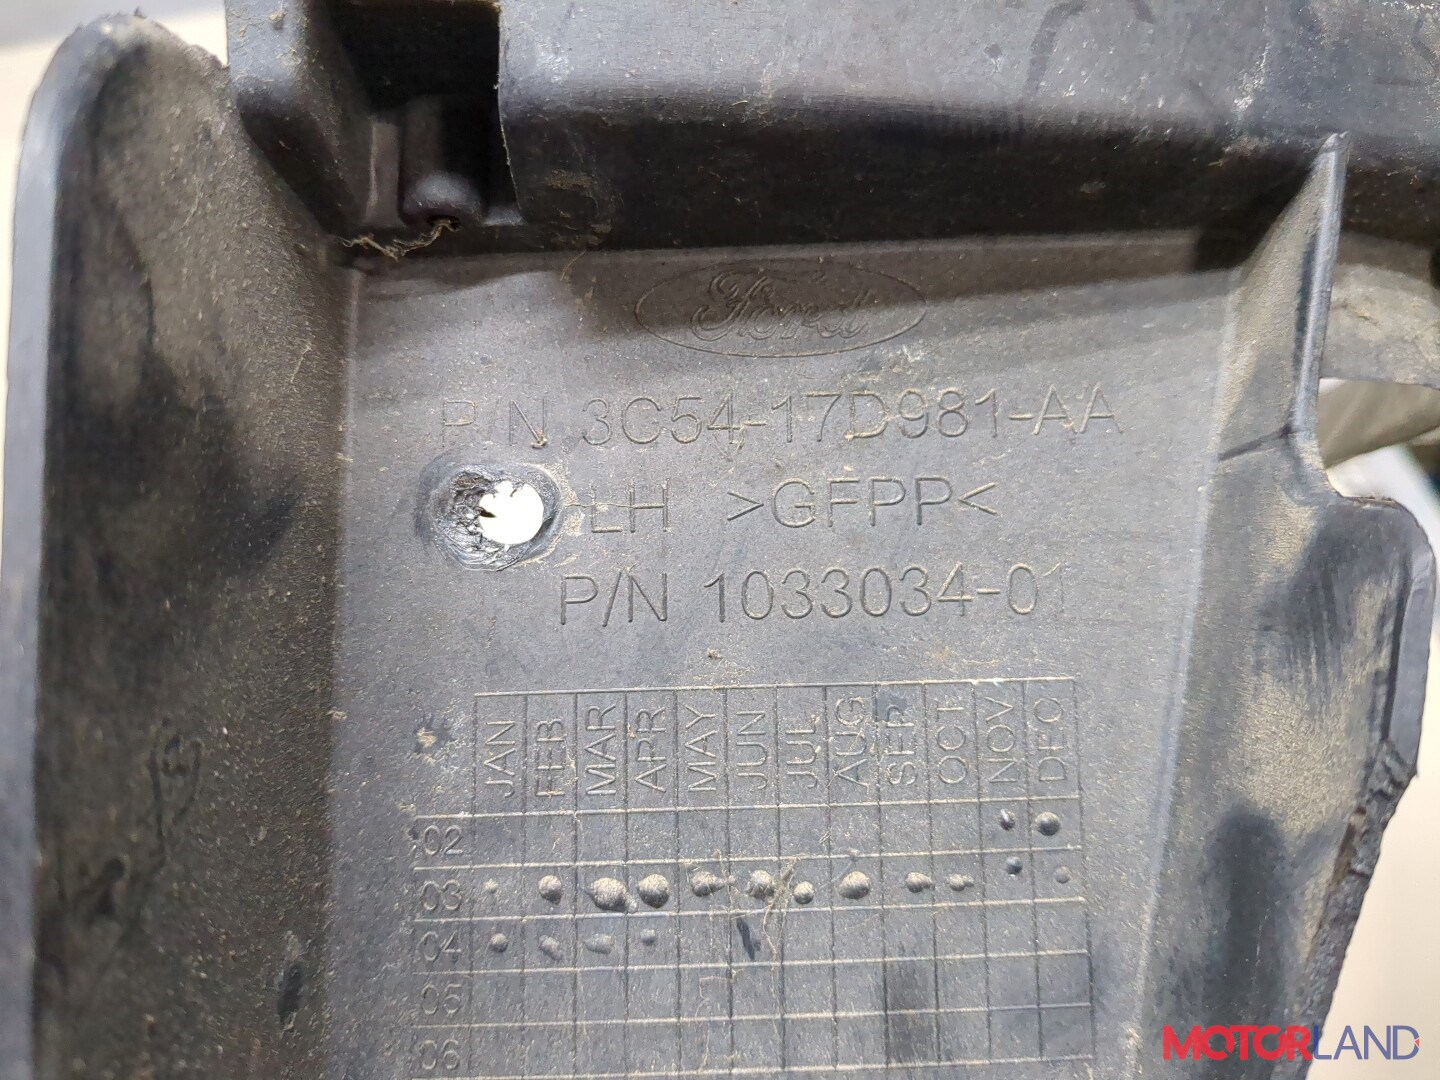 Ford
P/N 3C54-17D981-AA
LH >GFPP<
P/N 1033034-01
JAN FEB MAR APR MAY JUN JUL AUG SEP OCT NOV DEC
02
03
04
05
06
MOTORLAND